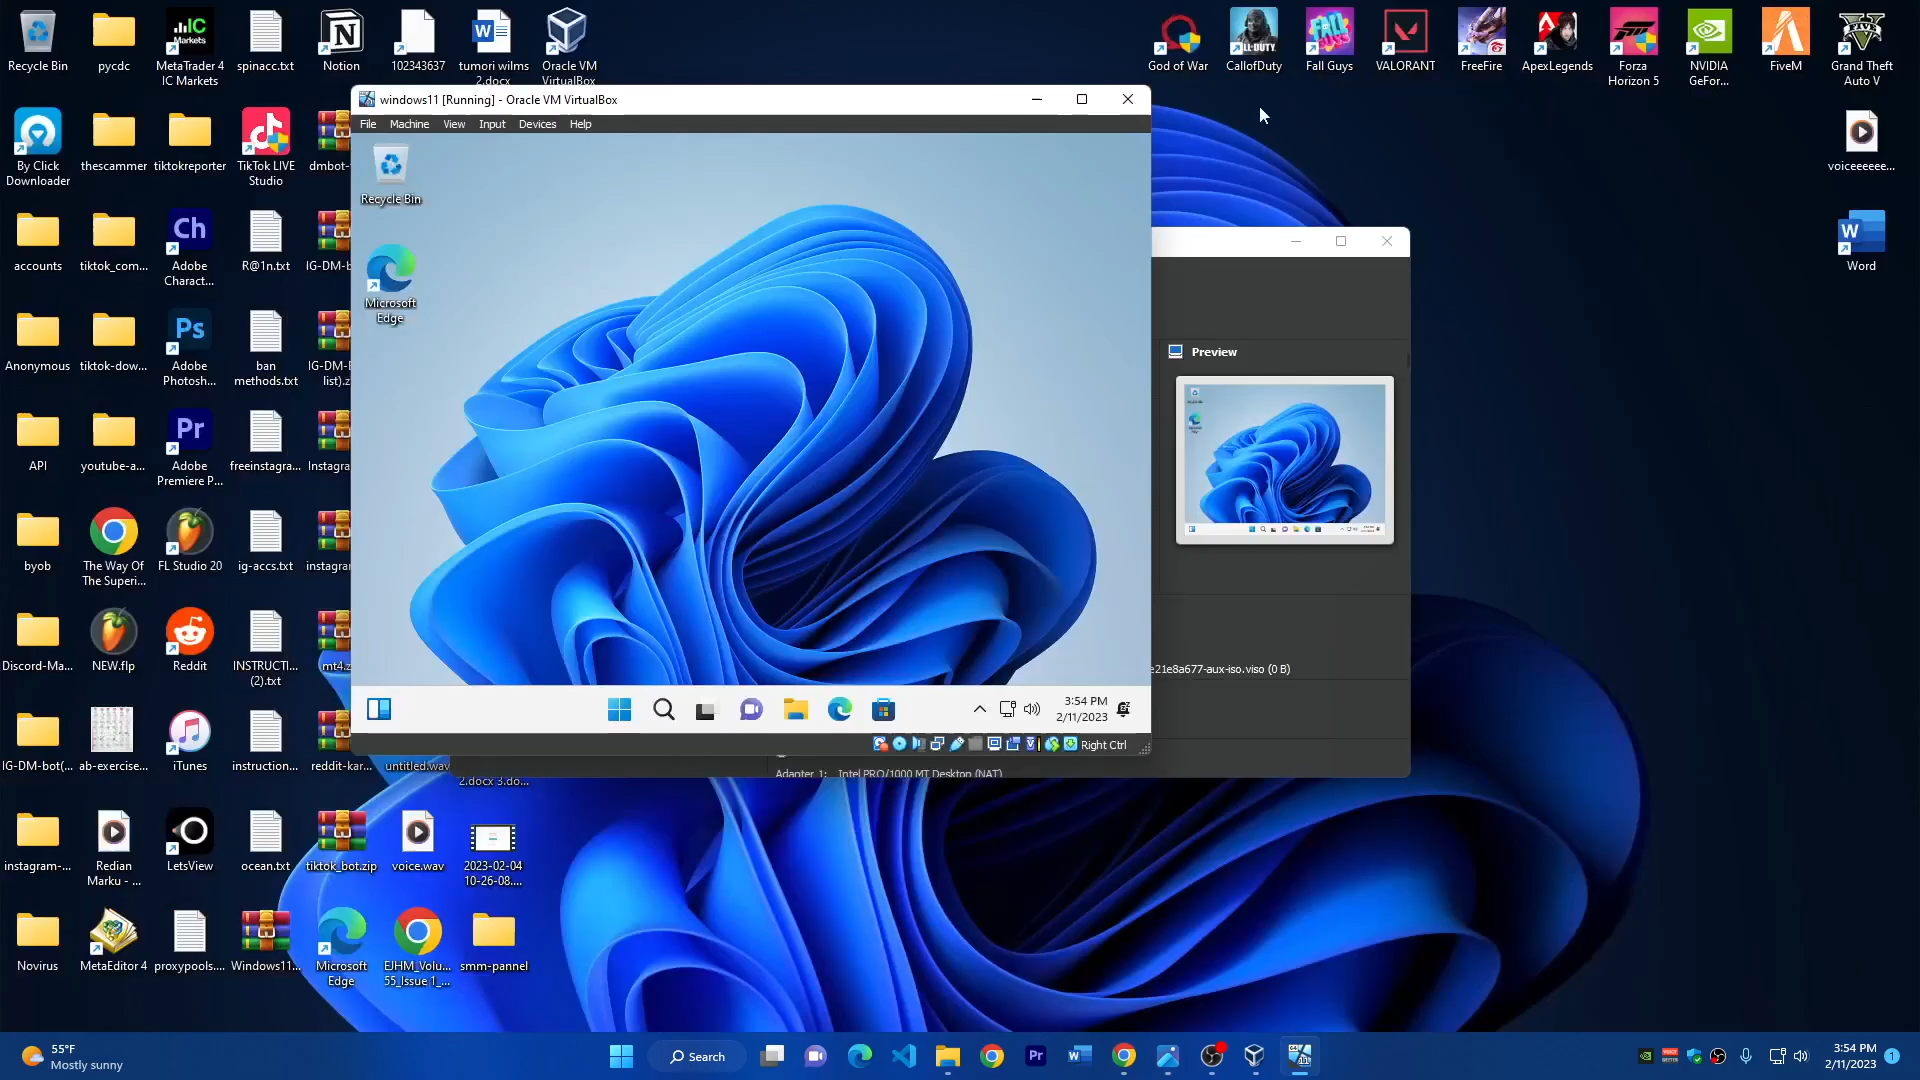 Recycle Bin
pycdc
MetaTrader 4
IC Markets
spinacc.txt
Notion
102343637
tumori wilms
2.docx
Oracle VM
VirtualBox
God of War
CallofDuty
Fall Guys
VALORANT
FreeFire
ApexLegends
Forza
Horizon 5
NVIDIA
GeFor...
FiveM
Grand Theft
Auto V
windows11 [Running] - Oracle VM VirtualBox
File
Machine
View
Input
Devices
Help
By Click
Downloader
thescammer
tiktokreporter
TikTok LIVE
Studio
dmbot-
voiceeeeee...
Recycle Bin
accounts
tiktok_com...
Adobe
Charact...
R@1n.txt
IG-DM-b
Word
Microsoft
Edge
Anonymous
tiktok-dow...
Adobe
Photosh...
ban
methods.txt
IG-DM-B
list).z
Preview
API
youtube-a...
Adobe
Premiere P...
freeinstagra...
Instagra
byob
The Way Of
The Superi...
FL Studio 20
ig-accs.txt
instagram
Discord-Ma...
NEW.flp
Reddit
INSTRUCTI...
(2).txt
mt4.z
e21e8a677-aux-iso.viso (0 B)
3:54 PM
2/11/2023
Right Ctrl
IG-DM-bot(...
ab-exercise...
iTunes
instruction...
reddit-kar...
untitled.wav
2.docx 3.do...
Adapter 1: Intel PRO/1000 MT Desktop (NAT)
instagram-...
Redian
Marku - ...
LetsView
ocean.txt
tiktok_bot.zip
voice.wav
2023-02-04
10-26-08....
Novirus
MetaEditor 4
proxypools....
Windows11...
Microsoft
Edge
EJHM_Volu...
55_Issue 1_...
smm-pannel
55°F
Mostly sunny
Search
3:54 PM
2/11/2023
1